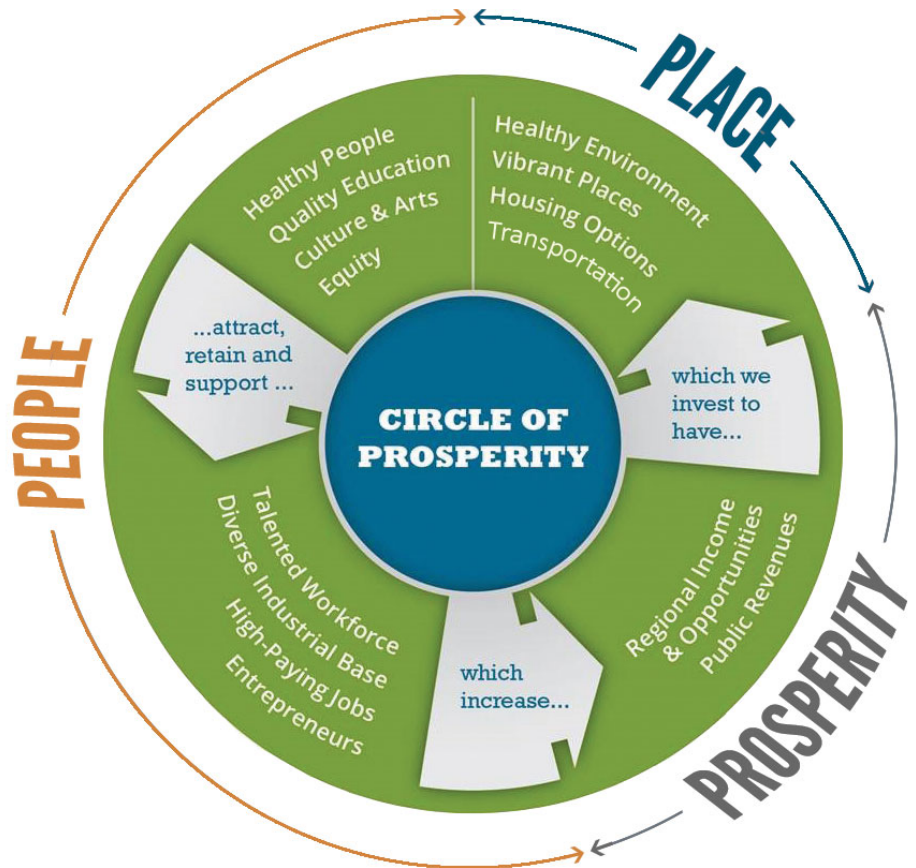 PEOPLE
PLACE
PROSPERITY
CIRCLE OF
PROSPERITY
Healthy People
Quality Education
Culture & Arts
Equity
Healthy Environment
Vibrant Places
Housing Options
Transportation
...attract,
retain and
support ...
Talented Workforce
Diverse Industrial Base
High-Paying Jobs
Entrepreneurs
which
increase...
Regional Income
& Opportunities
Public Revenues
which we
invest to
have...